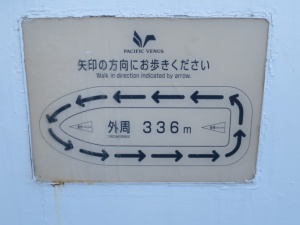 PACIFIC VENUS
矢印の方向にお歩きください
Walk in direction indicated by arrow.
外周 336m